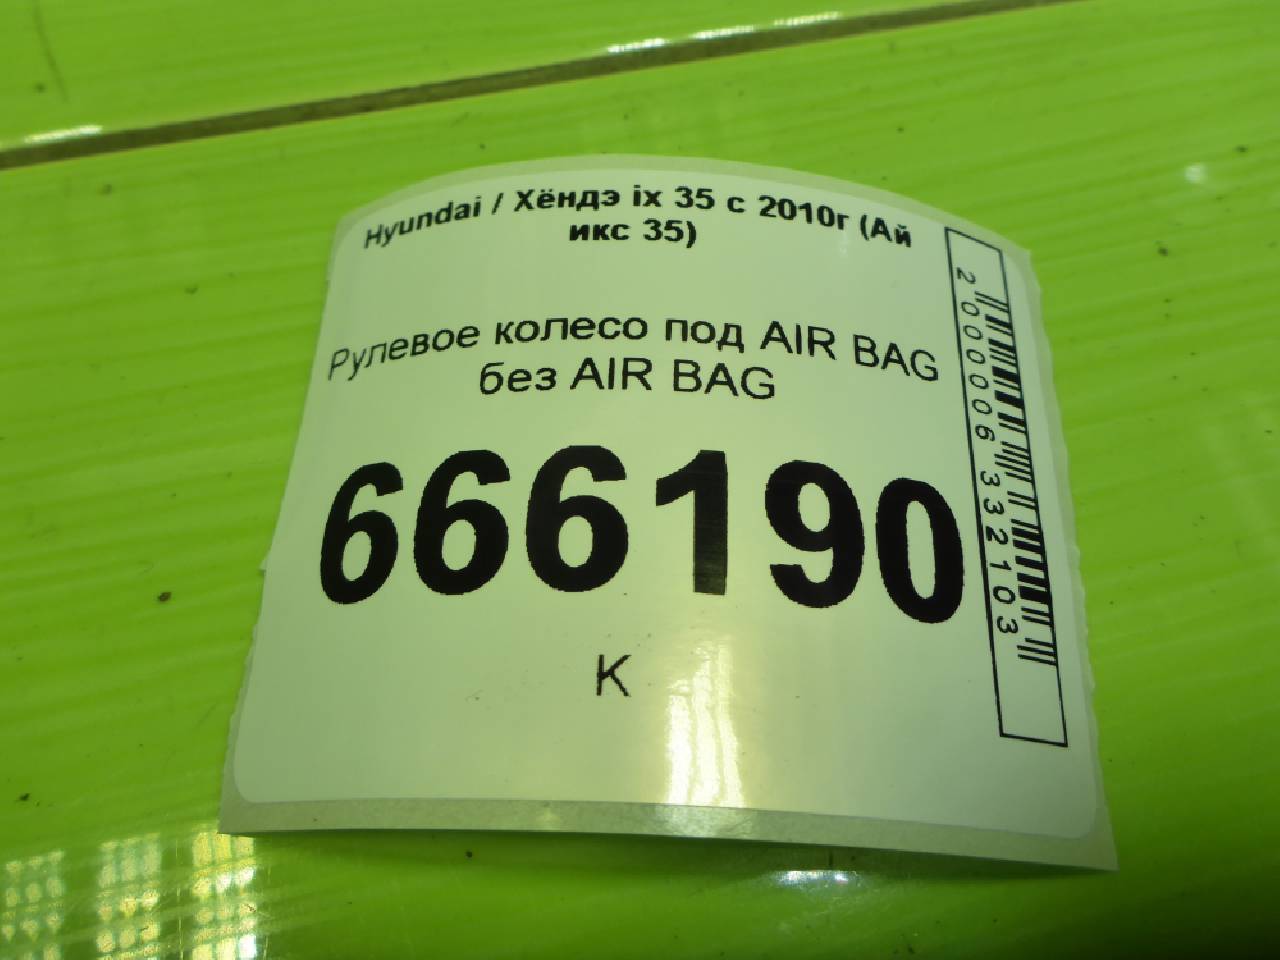 Hyundai / Хёндэ ix 35 с 2010г (Ай
икс 35)
Рулевое колесо под AIR BAG
без AIR BAG
666190
К
2000006332103